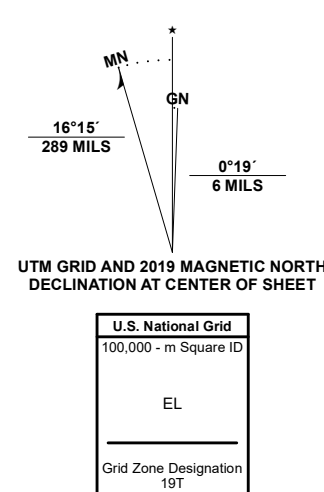 ★
MN
GN
16°15´
289 MILS
0°19´
6 MILS
UTM GRID AND 2019 MAGNETIC NORTH
DECLINATION AT CENTER OF SHEET
U.S. National Grid
100,000 - m Square ID
EL
Grid Zone Designation
19T